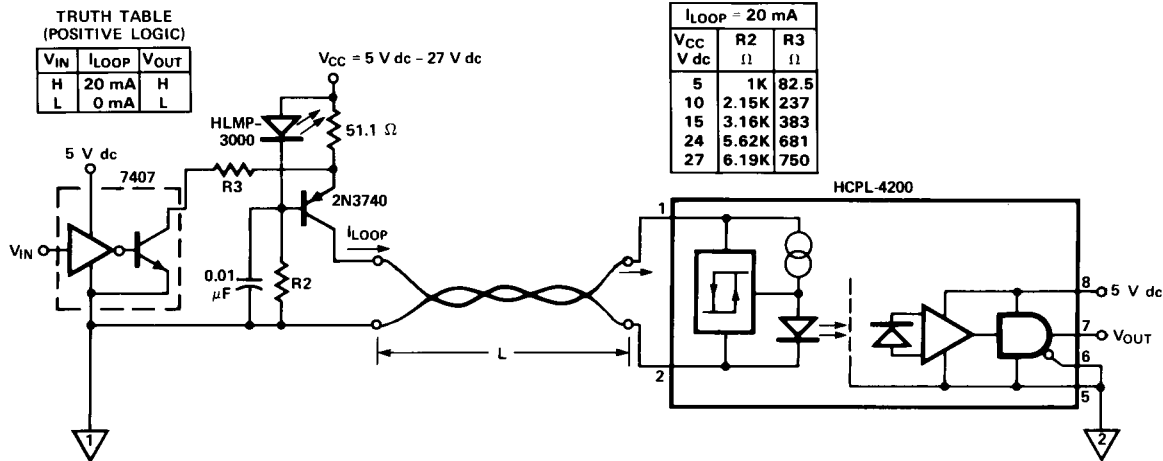 TRUTH TABLE
(POSITIVE LOGIC)
VIN ILOOP VOUT
H 20 mA H
L 0 mA L
VCC = 5 V dc – 27 V dc
HLMP-
3000
51.1 Ω
5 V dc
7407
R3
2N3740
VIN
iLOOP
0.01
μF
R2
L
1
ILOOP = 20 mA
VCC R2 R3
V dc Ω Ω
5 1K 82.5
10 2.15K 237
15 3.16K 383
24 5.62K 681
27 6.19K 750
HCPL-4200
1
2
8
5 V dc
7
VOUT
6
5
2